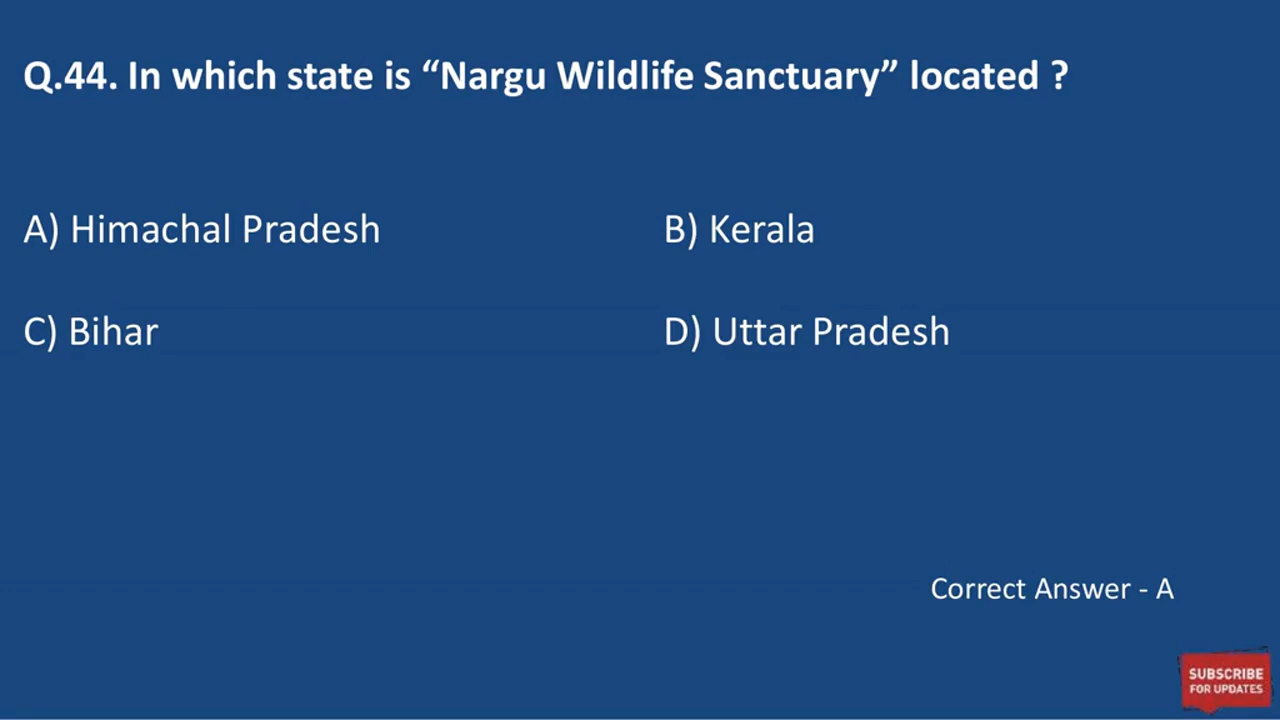 Q.44. In which state is “Nargu Wildlife Sanctuary” located ?
A) Himachal Pradesh
B) Kerala
C) Bihar
D) Uttar Pradesh
Correct Answer - A
SUBSCRIBE
FOR UPDATES